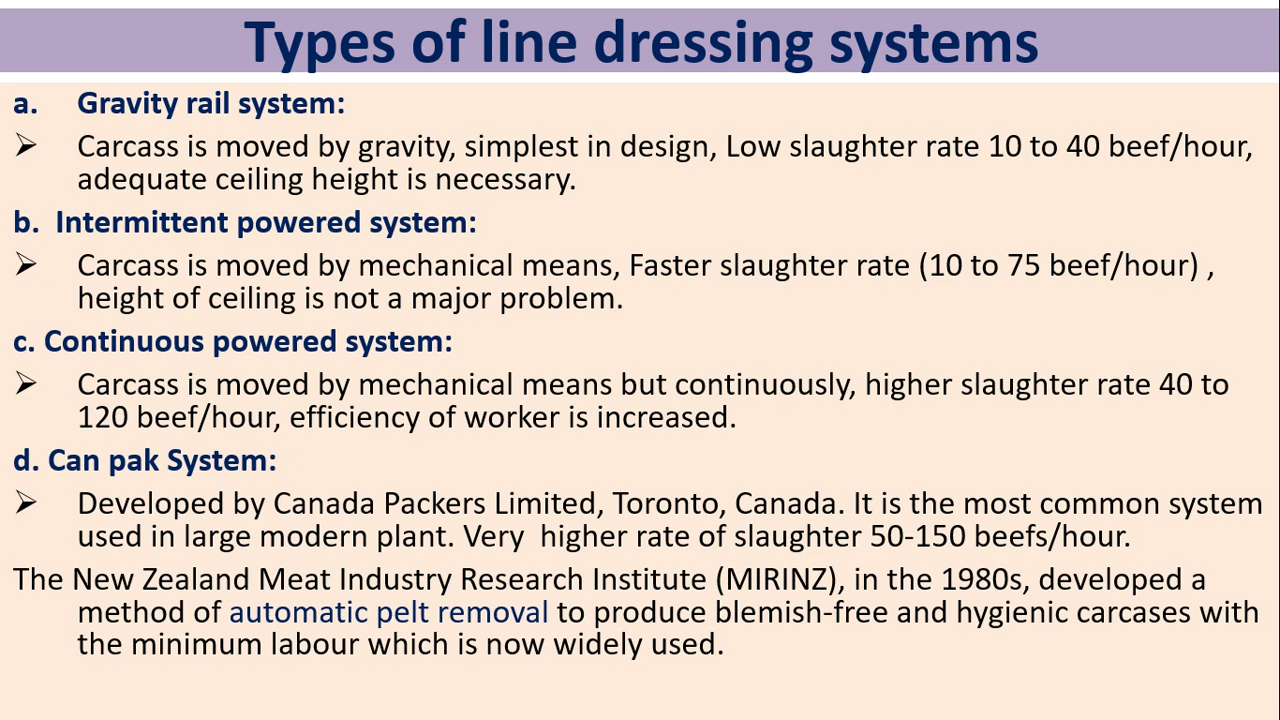 Types of line dressing systems
a. Gravity rail system:
➢ Carcass is moved by gravity, simplest in design, Low slaughter rate 10 to 40 beef/hour,
adequate ceiling height is necessary.
b. Intermittent powered system:
➢ Carcass is moved by mechanical means, Faster slaughter rate (10 to 75 beef/hour) ,
height of ceiling is not a major problem.
c. Continuous powered system:
➢ Carcass is moved by mechanical means but continuously, higher slaughter rate 40 to
120 beef/hour, efficiency of worker is increased.
d. Can pak System:
➢ Developed by Canada Packers Limited, Toronto, Canada. It is the most common system
used in large modern plant. Very  higher rate of slaughter 50-150 beefs/hour.
The New Zealand Meat Industry Research Institute (MIRINZ), in the 1980s, developed a
method of automatic pelt removal to produce blemish-free and hygienic carcases with
the minimum labour which is now widely used.